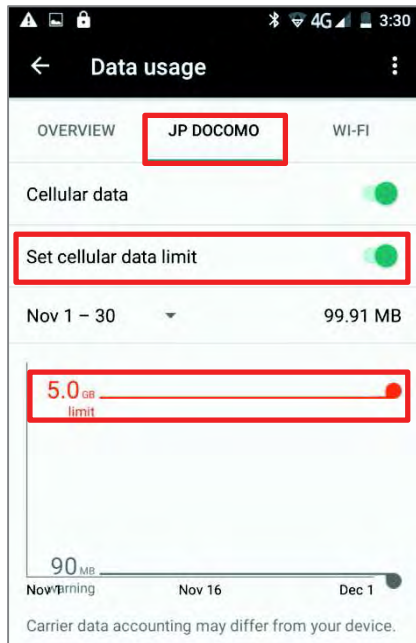 4G 3:30
Data usage
OVERVIEW JP DOCOMO WI-FI
Cellular data
Set cellular data limit
Nov 1 – 30 99.91 MB
5.0 GB
limit
90 MB
warning
Nov 1 Nov 16 Dec 1
Carrier data accounting may differ from your device.